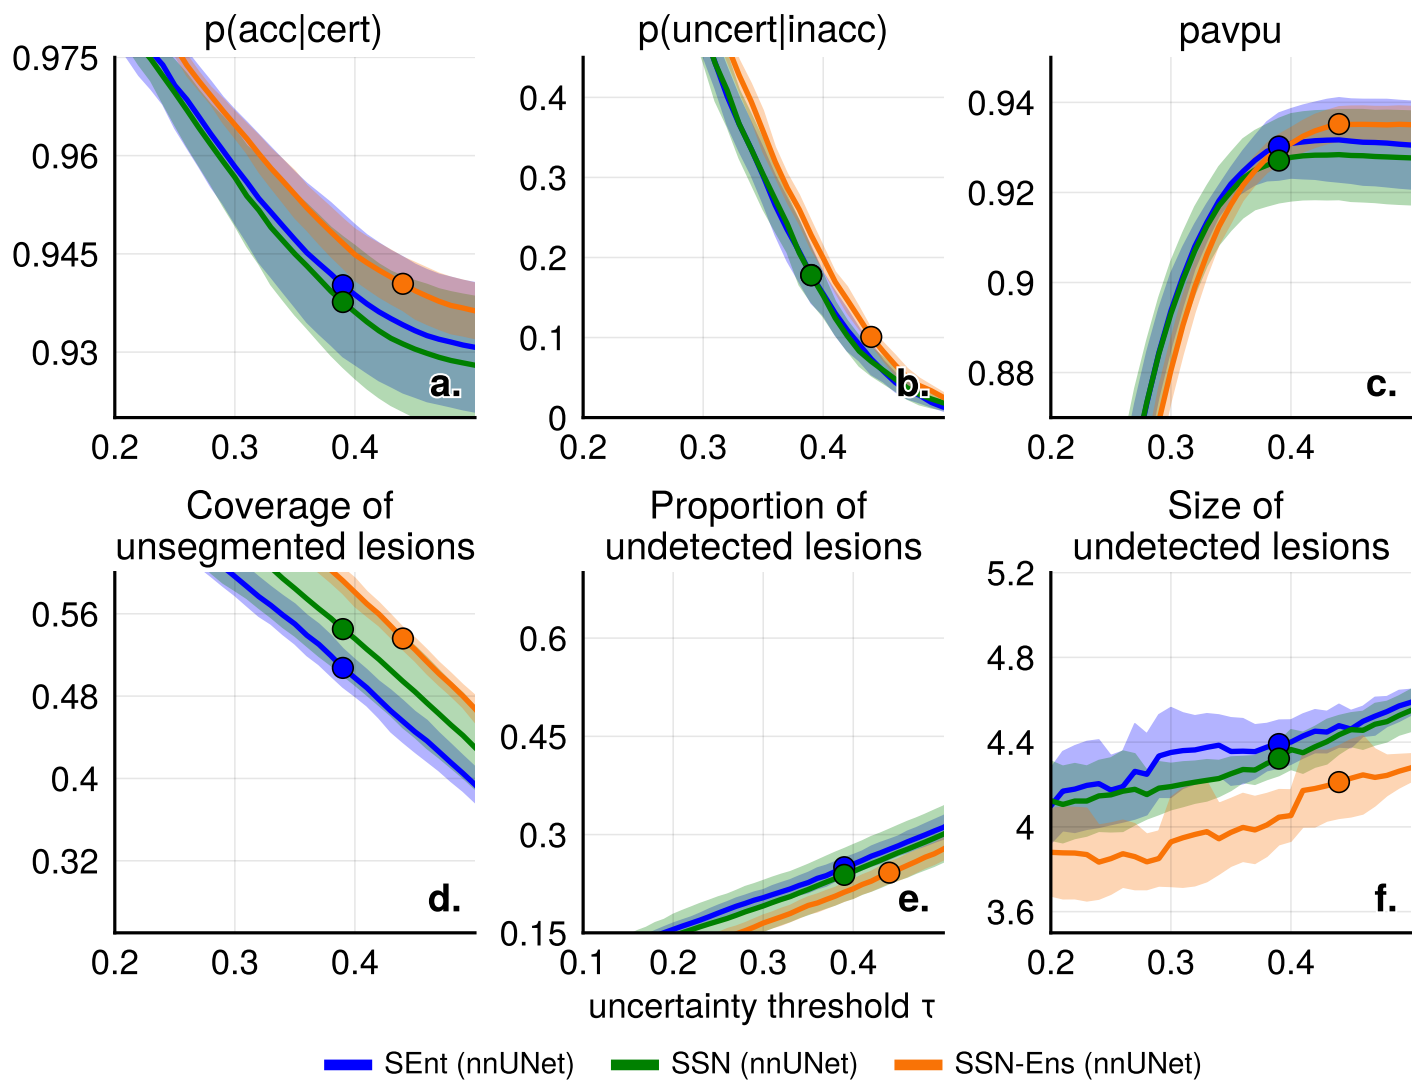 p(acc|cert)
p(uncert|inacc)
pavpu
0.975
0.96
0.945
0.93
0.2
0.3
0.4
a.
0.4
0.3
0.2
0.1
0
0.2
0.3
0.4
b.
0.94
0.92
0.9
0.88
0.2
0.3
0.4
c.
Coverage of
unsegmented lesions
Proportion of
undetected lesions
Size of
undetected lesions
0.56
0.48
0.4
0.32
0.2
0.3
0.4
d.
0.6
0.45
0.3
0.15
0.1
0.2
0.3
0.4
e.
5.2
4.8
4.4
4
3.6
0.2
0.3
0.4
f.
uncertainty threshold τ
SEnt (nnUNet)
SSN (nnUNet)
SSN-Ens (nnUNet)